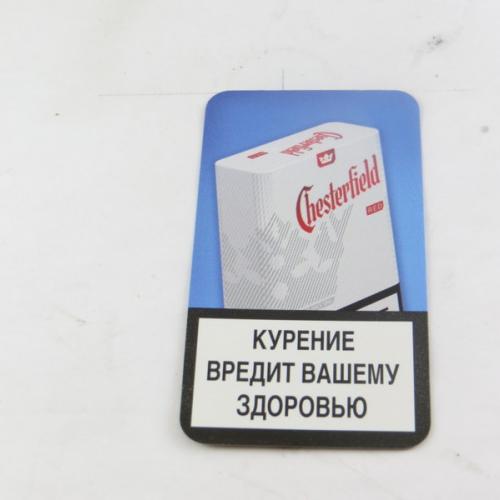 Chesterfield
Chesterfield
RED
КУРЕНИЕ
ВРЕДИТ ВАШЕМУ
ЗДОРОВЬЮ